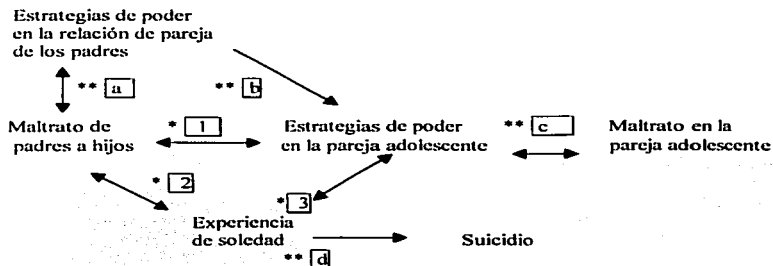 Estrategias de poder
en la relación de pareja
de los padres
** a
** b
Maltrato de
padres a hijos
* 1
Estrategias de poder
en la pareja adolescente
** c
Maltrato en la
pareja adolescente
* 2
* 3
Experiencia
de soledad
** d
Suicidio